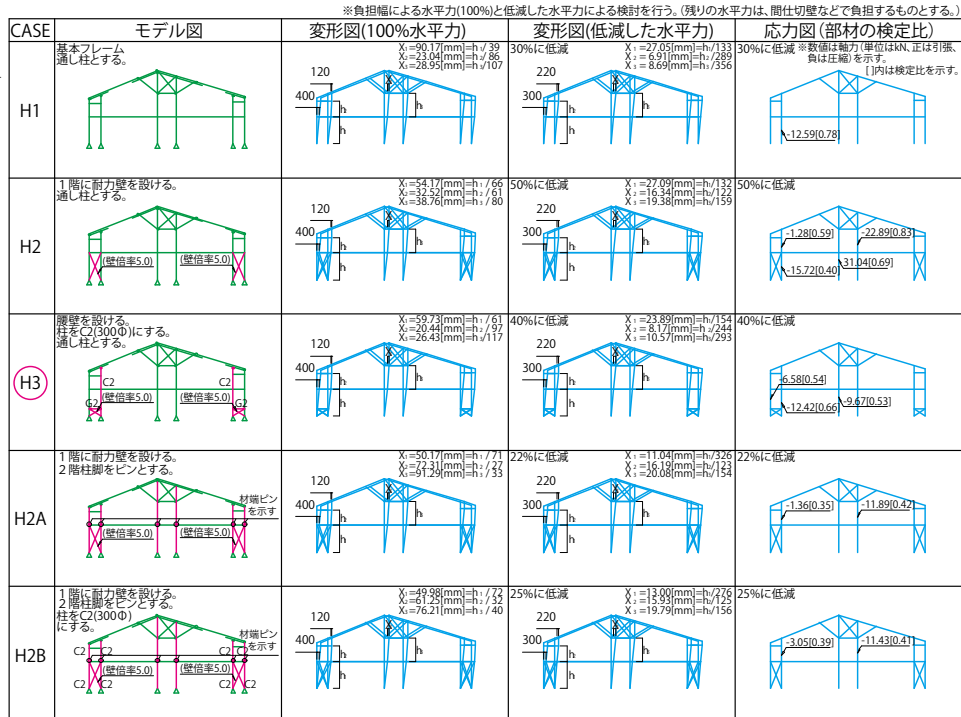 ※負担幅による水平力(100%)と低減した水平力による検討を行う。(残りの水平力は、間仕切壁などで負担するものとする。)
CASE モデル図 変形図(100%水平力) 変形図(低減した水平力) 応力図(部材の検定比)
H1
基本フレーム
通し柱とする。
X₁=90.17[mm]=h₁/ 39
X₂=23.04[mm]=h₂/ 86
X₃=28.95[mm]=h₃/107
120
400
h
h
h
30%に低減
X₁=27.05[mm]=h₁/133
X₂= 6.91[mm]=h₂/289
X₃= 8.69[mm]=h₃/356
220
300
h
h
h
30%に低減 ※数値は軸力(単位はkN、正は引張、
負は圧縮)を示す。
[ ]内は検定比を示す。
-12.59[0.78]
H2
1階に耐力壁を設ける。
通し柱とする。
(壁倍率5.0) (壁倍率5.0)
X₁=54.17[mm]=h₁/ 66
X₂=32.52[mm]=h₂/ 61
X₃=38.76[mm]=h₃/ 80
120
400
h
h
h
50%に低減
X₁=27.09[mm]=h₁/132
X₂=16.34[mm]=h₂/122
X₃=19.38[mm]=h₃/159
220
300
h
h
h
50%に低減
-1.28[0.59] -22.89[0.83]
-15.72[0.40] 31.04[0.69]
H3
腰壁を設ける。
柱をC2(300Φ)にする。
通し柱とする。
C2 C2
(壁倍率5.0) (壁倍率5.0)
G2 G2
X₁=59.73[mm]=h₁/ 61
X₂=20.44[mm]=h₂/ 97
X₃=26.43[mm]=h₃/117
120
400
h
h
h
40%に低減
X₁=23.89[mm]=h₁/154
X₂= 8.17[mm]=h₂/244
X₃=10.57[mm]=h₃/293
220
300
h
h
h
40%に低減
-6.58[0.54]
-12.42[0.66] -9.67[0.53]
H2A
1階に耐力壁を設ける。
2階柱脚をピンとする。
材端ピン
を示す
(壁倍率5.0) (壁倍率5.0)
X₁=50.17[mm]=h₁/ 71
X₂=72.31[mm]=h₂/ 27
X₃=91.29[mm]=h₃/ 33
120
400
h
h
h
22%に低減
X₁=11.04[mm]=h₁/326
X₂=16.19[mm]=h₂/123
X₃=20.08[mm]=h₃/154
220
300
h
h
h
22%に低減
-1.36[0.35] -11.89[0.42]
H2B
1階に耐力壁を設ける。
2階柱脚をピンとする。
柱をC2(300Φ)
にする。
材端ピン
を示す
C2 C2 C2 C2
(壁倍率5.0) (壁倍率5.0)
C2 C2 C2 C2
X₁=49.98[mm]=h₁/ 72
X₂=61.25[mm]=h₂/ 32
X₃=76.21[mm]=h₃/ 40
120
400
h
h
h
25%に低減
X₁=13.00[mm]=h₁/276
X₂=15.93[mm]=h₂/125
X₃=19.79[mm]=h₃/156
220
300
h
h
h
25%に低減
-3.05[0.39] -11.43[0.41]